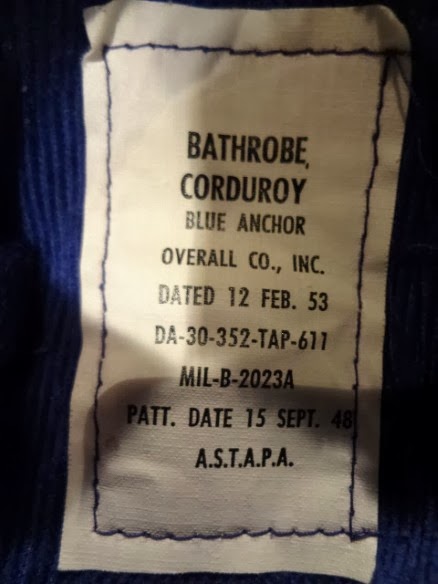 BATHROBE,
CORDUROY
BLUE ANCHOR
OVERALL CO., INC.
DATED 12 FEB. 53
DA-30-352-TAP-611
MIL-B-2023A
PATT. DATE 15 SEPT. 48
A.S.T.A.P.A.